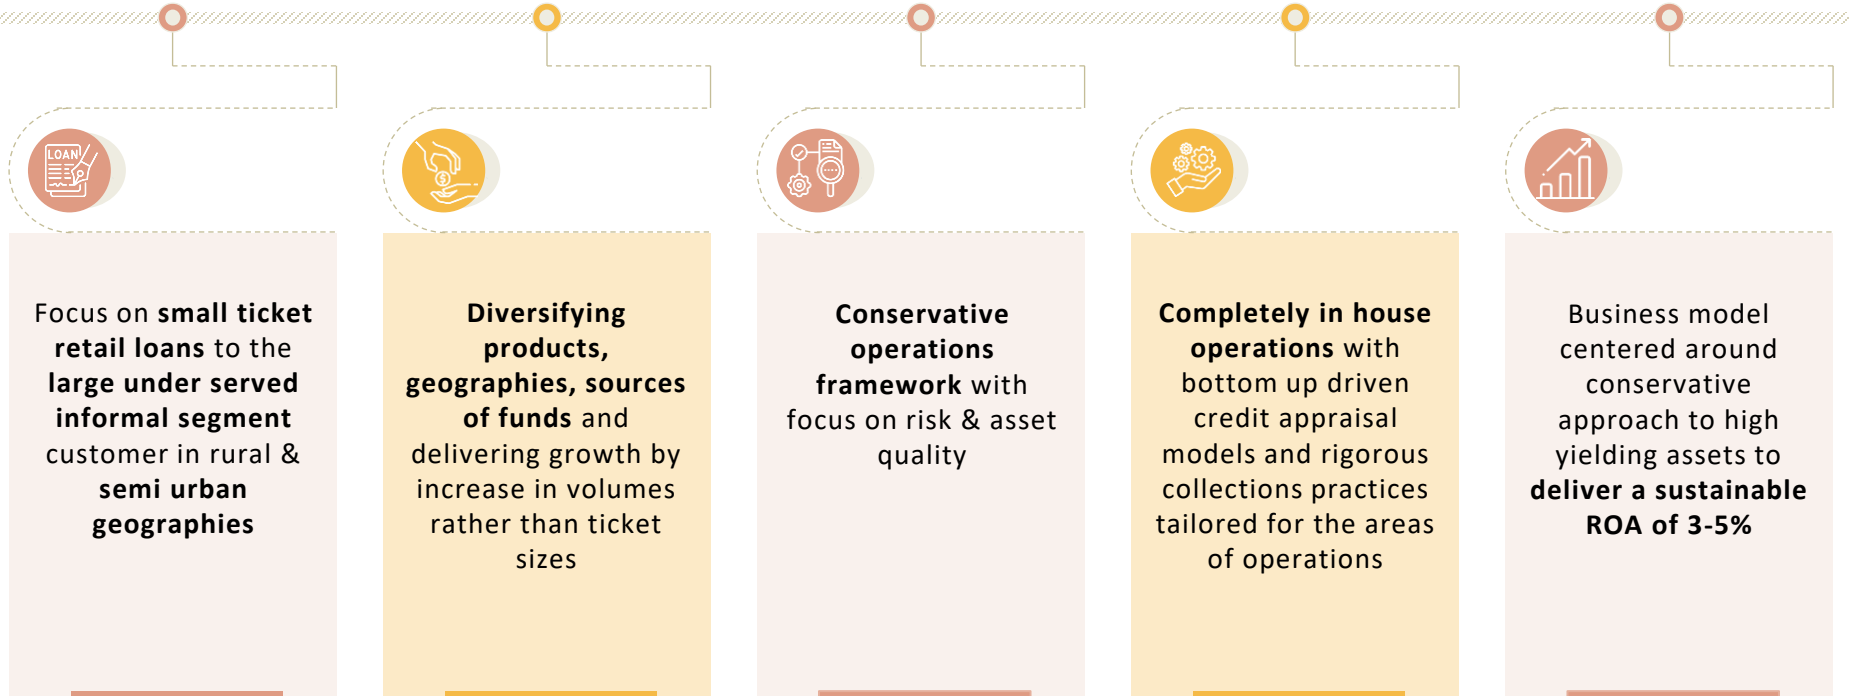 LOAN
Focus on small ticket
retail loans to the
large under served
informal segment
customer in rural &
semi urban
geographies
$
Diversifying
products,
geographies, sources
of funds and
delivering growth by
increase in volumes
rather than ticket
sizes
Conservative
operations
framework with
focus on risk & asset
quality
Completely in house
operations with
bottom up driven
credit appraisal
models and rigorous
collections practices
tailored for the areas
of operations
Business model
centered around
conservative
approach to high
yielding assets to
deliver a sustainable
ROA of 3-5%